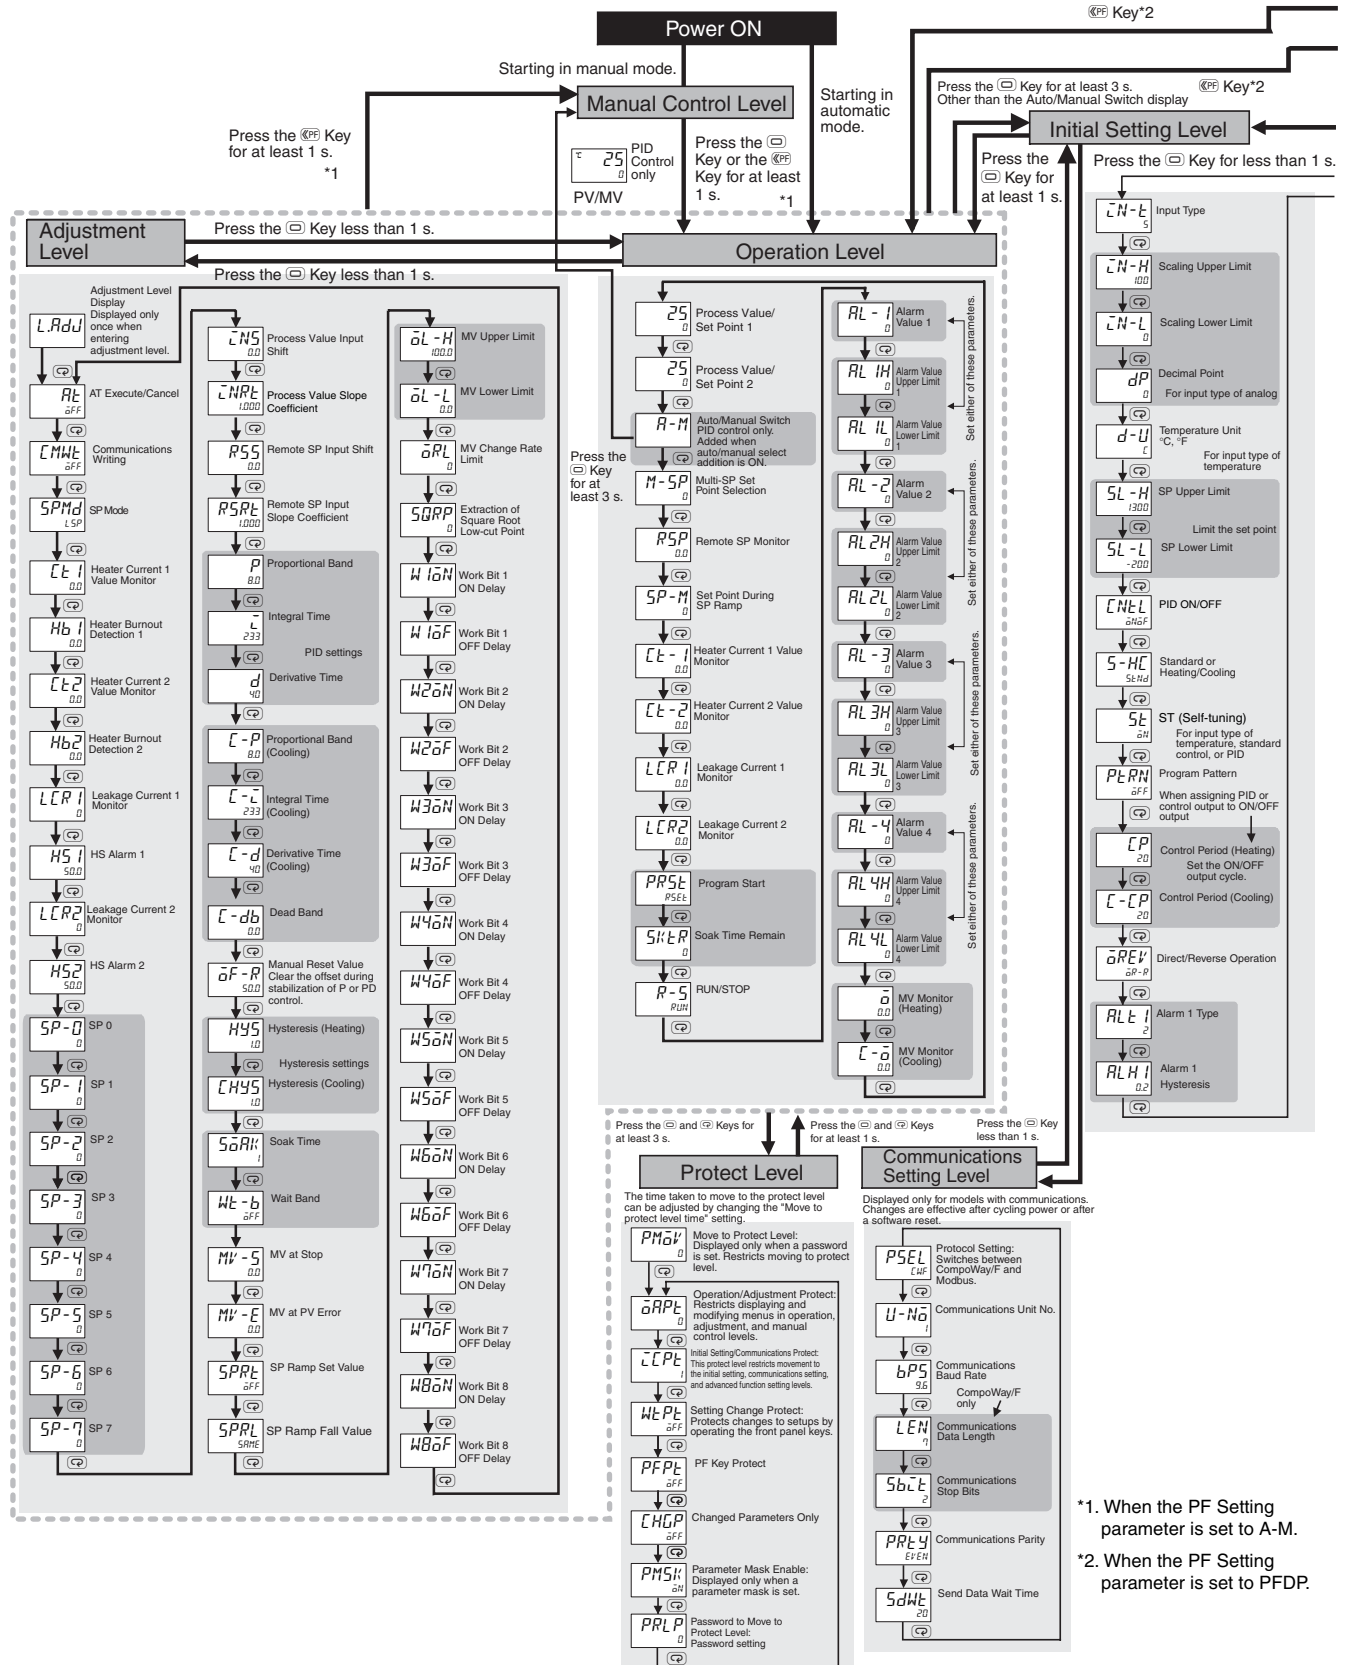 Power ON
PF Key*2
Starting in manual mode.
Manual Control Level
Starting in
automatic
mode.
Press the Key for at least 3 s.
Other than the Auto/Manual Switch display
PF Key*2
Initial Setting Level
Press the PF Key
for at least 1 s.
*1
°C 25
0
PID
Control
only
PV/MV
Press the
Key or the PF
Key for at least
1 s.
*1
Press the
Key for
at least 1 s.
Press the Key for less than 1 s.
Adjustment
Level
Press the Key less than 1 s.
Press the Key less than 1 s.
Operation Level
L.AdJ
Adjustment Level
Display
Displayed only
once when
entering
adjustment level.
AT Execute/Cancel
Communications
Writing
SP Mode
Heater Current 1
Value Monitor
Heater Burnout
Detection 1
Heater Current 2
Value Monitor
Heater Burnout
Detection 2
Leakage Current 1
Monitor
HS Alarm 1
Leakage Current 2
Monitor
HS Alarm 2
SP 0
SP 1
SP 2
SP 3
SP 4
SP 5
SP 6
SP 7
Process Value Input
Shift
Process Value Slope
Coefficient
Remote SP Input Shift
Remote SP Input
Slope Coefficient
Proportional Band
Integral Time
PID settings
Derivative Time
Proportional Band
(Cooling)
Integral Time
(Cooling)
Derivative Time
(Cooling)
Dead Band
Manual Reset Value
Clear the offset during
stabilization of P or PD
control.
Hysteresis (Heating)
Hysteresis settings
Hysteresis (Cooling)
Soak Time
Wait Band
MV at Stop
MV at PV Error
SP Ramp Set Value
SP Ramp Fall Value
MV Upper Limit
MV Lower Limit
MV Change Rate
Limit
Extraction of
Square Root
Low-cut Point
Work Bit 1
ON Delay
Work Bit 1
OFF Delay
Work Bit 2
ON Delay
Work Bit 2
OFF Delay
Work Bit 3
ON Delay
Work Bit 3
OFF Delay
Work Bit 4
ON Delay
Work Bit 4
OFF Delay
Work Bit 5
ON Delay
Work Bit 5
OFF Delay
Work Bit 6
ON Delay
Work Bit 6
OFF Delay
Work Bit 7
ON Delay
Work Bit 7
OFF Delay
Work Bit 8
ON Delay
Work Bit 8
OFF Delay
Process Value/
Set Point 1
Process Value/
Set Point 2
Auto/Manual Switch
PID control only.
Added when
auto/manual select
addition is ON.
Press the
Key
for at
least 3 s.
Multi-SP Set
Point Selection
Remote SP Monitor
Set Point During
SP Ramp
Heater Current 1 Value
Monitor
Heater Current 2 Value
Monitor
Leakage Current 1
Monitor
Leakage Current 2
Monitor
Program Start
Soak Time Remain
RUN/STOP
Alarm
Value 1
Alarm Value
Upper Limit
1
Alarm Value
Lower Limit
1
Set either of these parameters.
Alarm
Value 2
Alarm Value
Upper Limit
2
Alarm Value
Lower Limit
2
Set either of these parameters.
Alarm
Value 3
Alarm Value
Upper Limit
3
Alarm Value
Lower Limit
3
Set either of these parameters.
Alarm
Value 4
Alarm Value
Upper Limit
4
Alarm Value
Lower Limit
4
Set either of these parameters.
MV Monitor
(Heating)
MV Monitor
(Cooling)
Input Type
Scaling Upper Limit
Scaling Lower Limit
Decimal Point
For input type of analog
Temperature Unit
°C, °F
For input type of
temperature
SP Upper Limit
Limit the set point
SP Lower Limit
PID ON/OFF
Standard or
Heating/Cooling
ST (Self-tuning)
For input type of
temperature, standard
control, or PID
Program Pattern
When assigning PID or
control output to ON/OFF
output
Control Period (Heating)
Set the ON/OFF
output cycle.
Control Period (Cooling)
Direct/Reverse Operation
Alarm 1 Type
Alarm 1
Hysteresis
Press the and Keys for
at least 3 s.
Press the and Keys
for at least 1 s.
Press the Key
less than 1 s.
Protect Level
The time taken to move to the protect level
can be adjusted by changing the "Move to
protect level time" setting.
Move to Protect Level:
Displayed only when a password
is set. Restricts moving to protect
level.
Operation/Adjustment Protect:
Restricts displaying and
modifying menus in operation,
adjustment, and manual
control levels.
Initial Setting/Communications Protect:
This protect level restricts movement to
the initial setting, communications setting,
and advanced function setting levels.
Setting Change Protect:
Protects changes to setups by
operating the front panel keys.
PF Key Protect
Changed Parameters Only
Parameter Mask Enable:
Displayed only when a
parameter mask is set.
Password to Move to
Protect Level:
Password setting
Communications
Setting Level
Displayed only for models with communications.
Changes are effective after cycling power or after
a software reset.
Protocol Setting:
Switches between
CompoWay/F and
Modbus.
Communications Unit No.
Communications
Baud Rate
CompoWay/F
only
Communications
Data Length
Communications
Stop Bits
Communications Parity
Send Data Wait Time
*1. When the PF Setting
parameter is set to A-M.
*2. When the PF Setting
parameter is set to PFDP.